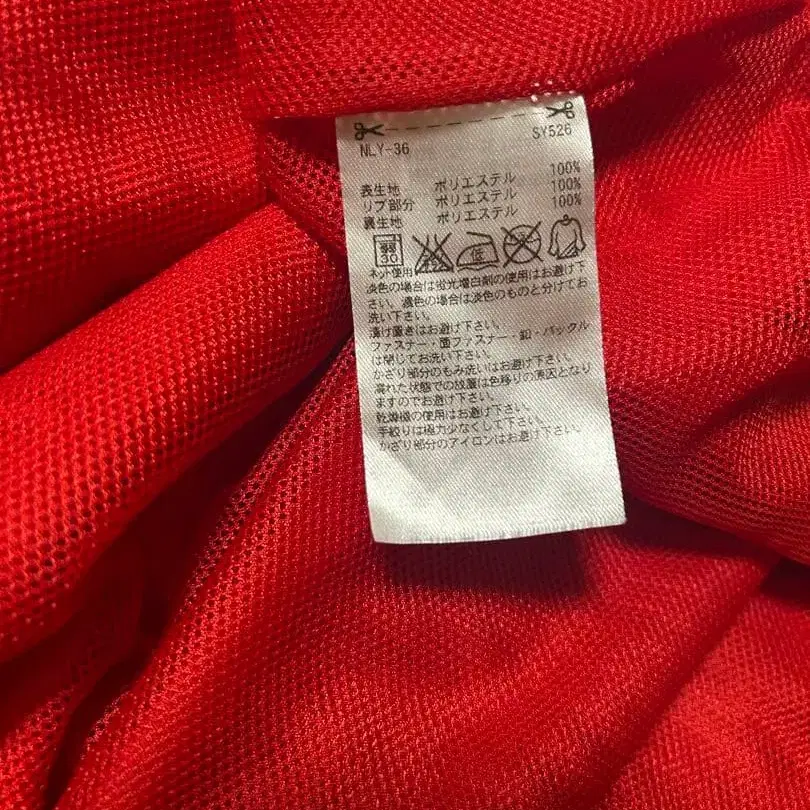 NLY-36 SY526
表生地 ポリエステル 100%
リブ部分 ポリエステル 100%
裏生地 ポリエステル 100%
弱
30
低
ネット使用
淡色の場合は蛍光増白剤の使用はお避け下
さい。濃色の場合は淡色のものと分けてお
洗い下さい。
漬け置きはお避け下さい。
ファスナー・面ファスナー・釦・バックル
は閉じてお洗い下さい。
かざり部分のもみ洗いはお避け下さい。
濡れた状態での放置は色移りの原因となり
ますのでお避け下さい。
乾燥機の使用はお避け下さい。
手絞りは極力少なくして下さい。
かざり部分のアイロンはお避け下さい。